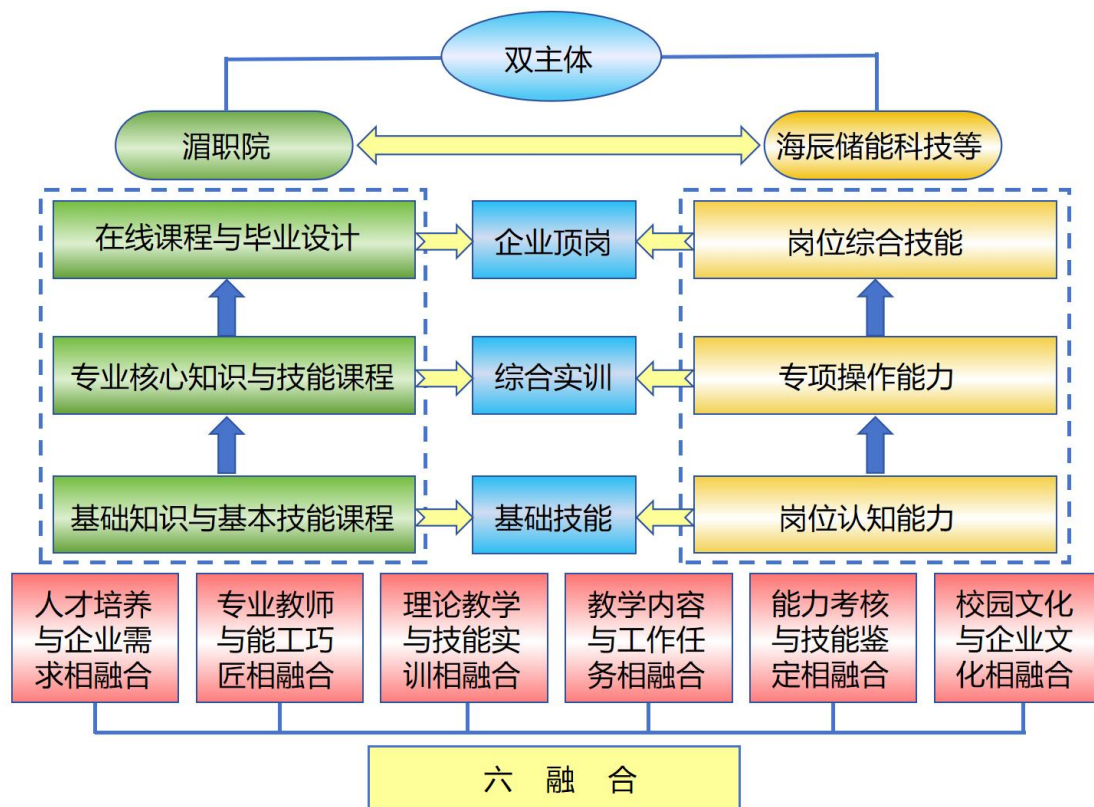 双主体
湄职院
海辰储能科技等
在线课程与毕业设计
企业顶岗
岗位综合技能
专业核心知识与技能课程
综合实训
专项操作能力
基础知识与基本技能课程
基础技能
岗位认知能力
人才培养
与企业需
求相融合
专业教师
与能工巧
匠相融合
理论教学
与技能实
训相融合
教学内容
与工作任
务相融合
能力考核
与技能鉴
定相融合
校园文化
与企业文
化相融合
六 融 合